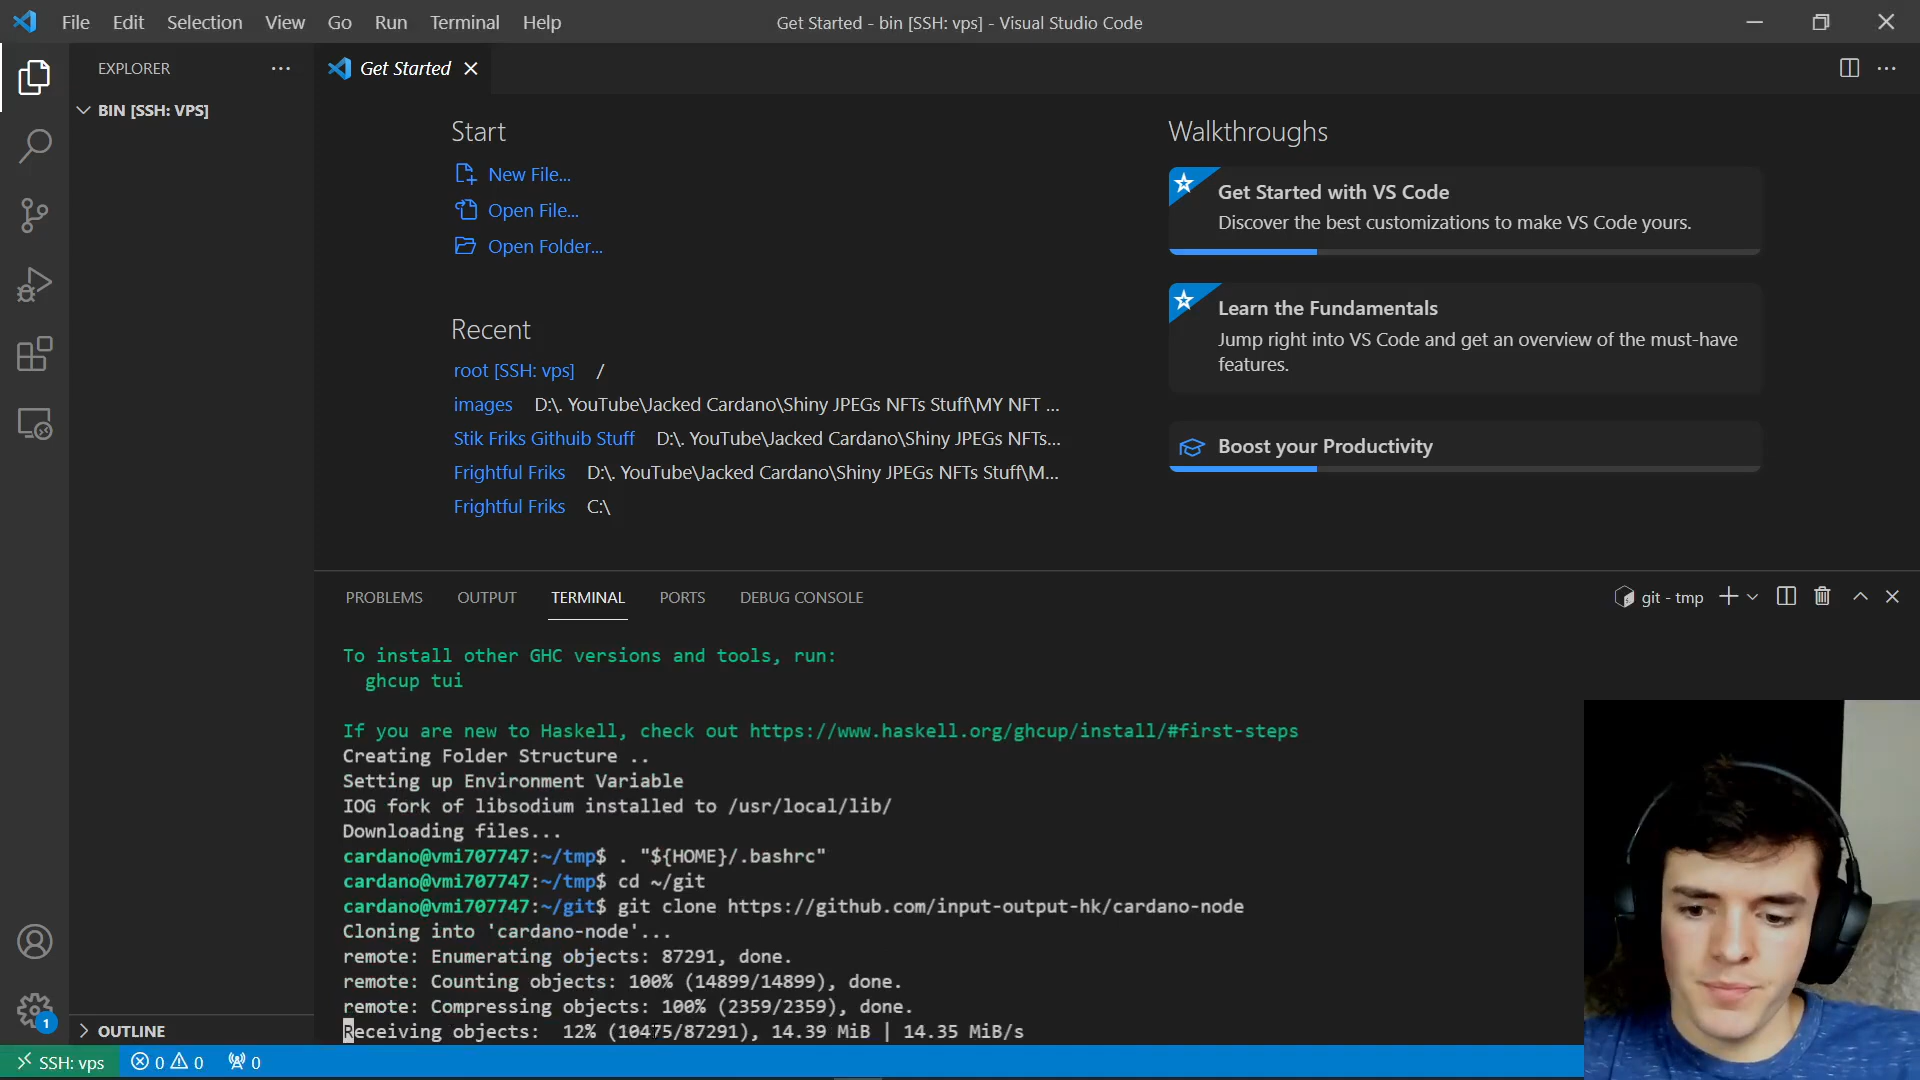 File Edit Selection View Go Run Terminal Help
Get Started - bin [SSH: vps] - Visual Studio Code
EXPLORER
Get Started
BIN [SSH: VPS]
Start
New File...
Open File...
Open Folder...
Recent
root [SSH: vps] /
images D:\. YouTube\Jacked Cardano\Shiny JPEGs NFTs Stuff\MY NFT ...
Stik Friks Githuib Stuff D:\. YouTube\Jacked Cardano\Shiny JPEGs NFTs...
Frightful Friks D:\. YouTube\Jacked Cardano\Shiny JPEGs NFTs Stuff\M...
Frightful Friks C:\
Walkthroughs
Get Started with VS Code
Discover the best customizations to make VS Code yours.
Learn the Fundamentals
Jump right into VS Code and get an overview of the must-have
features.
Boost your Productivity
PROBLEMS OUTPUT TERMINAL PORTS DEBUG CONSOLE
git - tmp
To install other GHC versions and tools, run:
ghcup tui
If you are new to Haskell, check out https://www.haskell.org/ghcup/install/#first-steps
Creating Folder Structure ..
Setting up Environment Variable
IOG fork of libsodium installed to /usr/local/lib/
Downloading files...
cardano@vmi707747:~/tmp$ . "${HOME}/.bashrc"
cardano@vmi707747:~/tmp$ cd ~/git
cardano@vmi707747:~/git$ git clone https://github.com/input-output-hk/cardano-node
Cloning into 'cardano-node'...
remote: Enumerating objects: 87291, done.
remote: Counting objects: 100% (14899/14899), done.
remote: Compressing objects: 100% (2359/2359), done.
Receiving objects: 12% (10475/87291), 14.39 MiB | 14.35 MiB/s
1
OUTLINE
SSH: vps 0 0 0